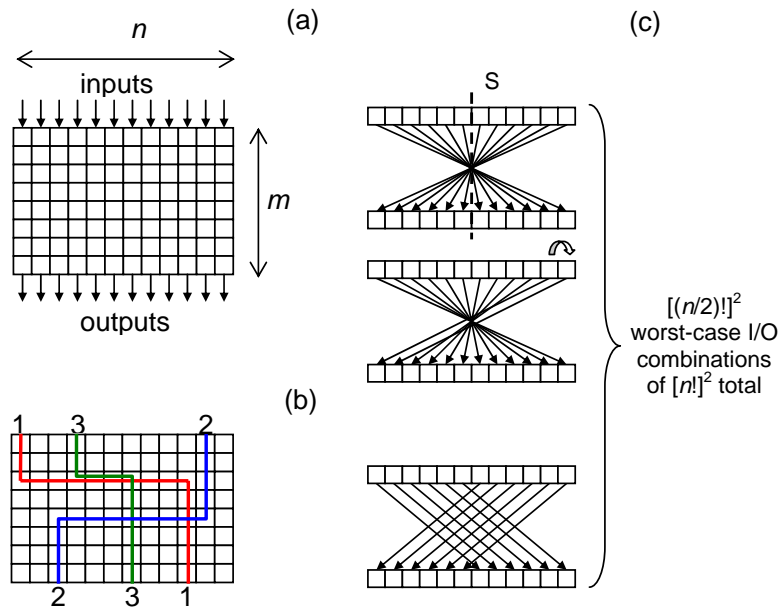 (a)
n
inputs
m
outputs
(b)
1 3 2
2 3 1
(c)
S
[(n/2)!]²
worst-case I/O
combinations
of [n!]² total